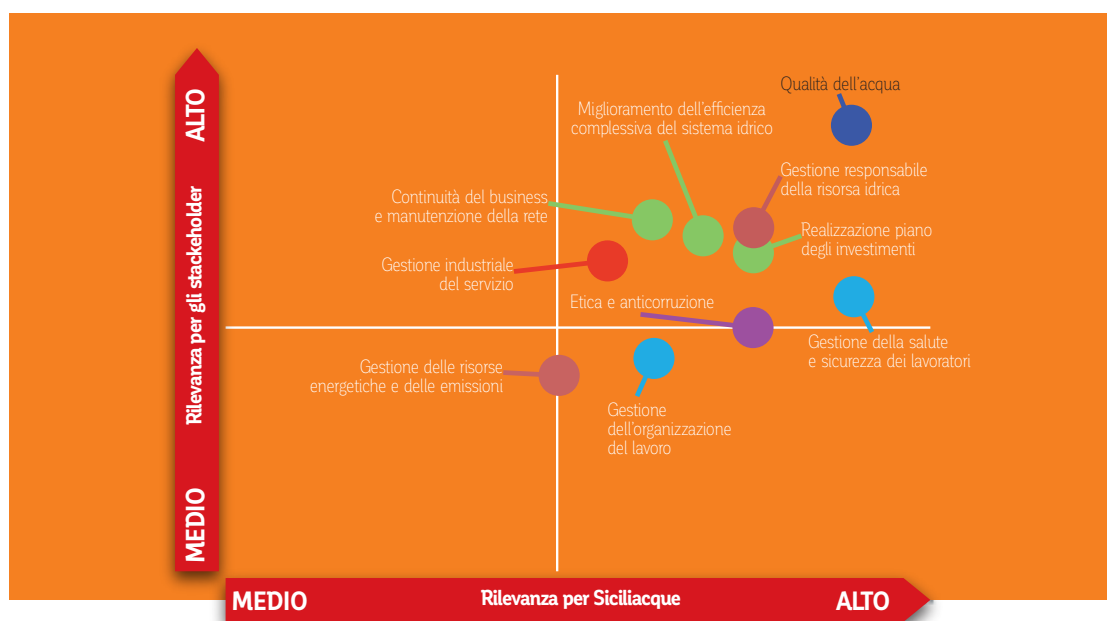 ALTO
Rilevanza per gli stackeholder
MEDIO
Qualità dell'acqua
Miglioramento dell'efficienza
complessiva del sistema idrico
Gestione responsabile
della risorsa idrica
Continuità del business
e manutenzione della rete
Realizzazione piano
degli investimenti
Gestione industriale
del servizio
Etica e anticorruzione
Gestione della salute
e sicurezza dei lavoratori
Gestione delle risorse
energetiche e delle emissioni
Gestione
dell'organizzazione
del lavoro
MEDIO
Rilevanza per Siciliacque
ALTO